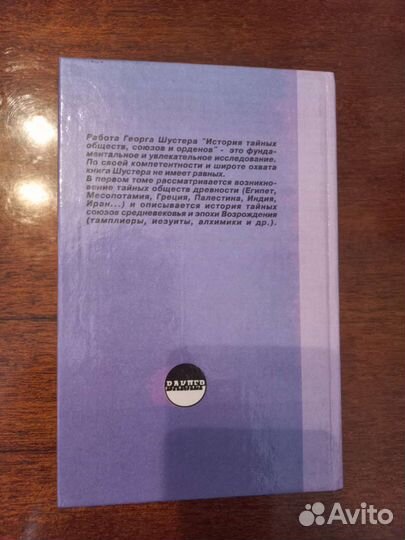 Работа Георга Шустера "История тайных
обществ, союзов и орденов" - это фунда-
ментальное и увлекательное исследование.
По своей компетентности и широте охвата
книга Шустера не имеет равных.
В первом томе рассматривается возникно-
вение тайных обществ древности (Египет,
Месопотамия, Греция, Палестина, Индия,
Иран...) и описывается история тайных
союзов средневековья и эпохи Возрождения
(тамплиоры, иезуиты, алхимики и др.).
Avito